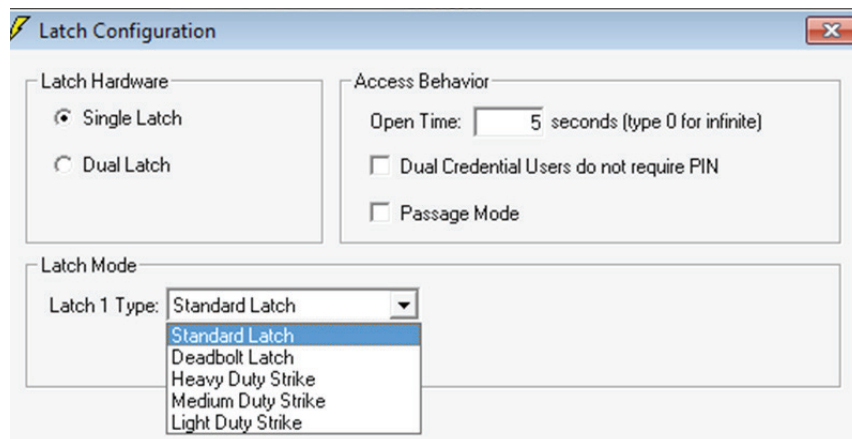 Latch Configuration
Latch Hardware
Single Latch
Dual Latch
Access Behavior
Open Time: 5 seconds (type 0 for infinite)
Dual Credential Users do not require PIN
Passage Mode
Latch Mode
Latch 1 Type: Standard Latch
Standard Latch
Deadbolt Latch
Heavy Duty Strike
Medium Duty Strike
Light Duty Strike